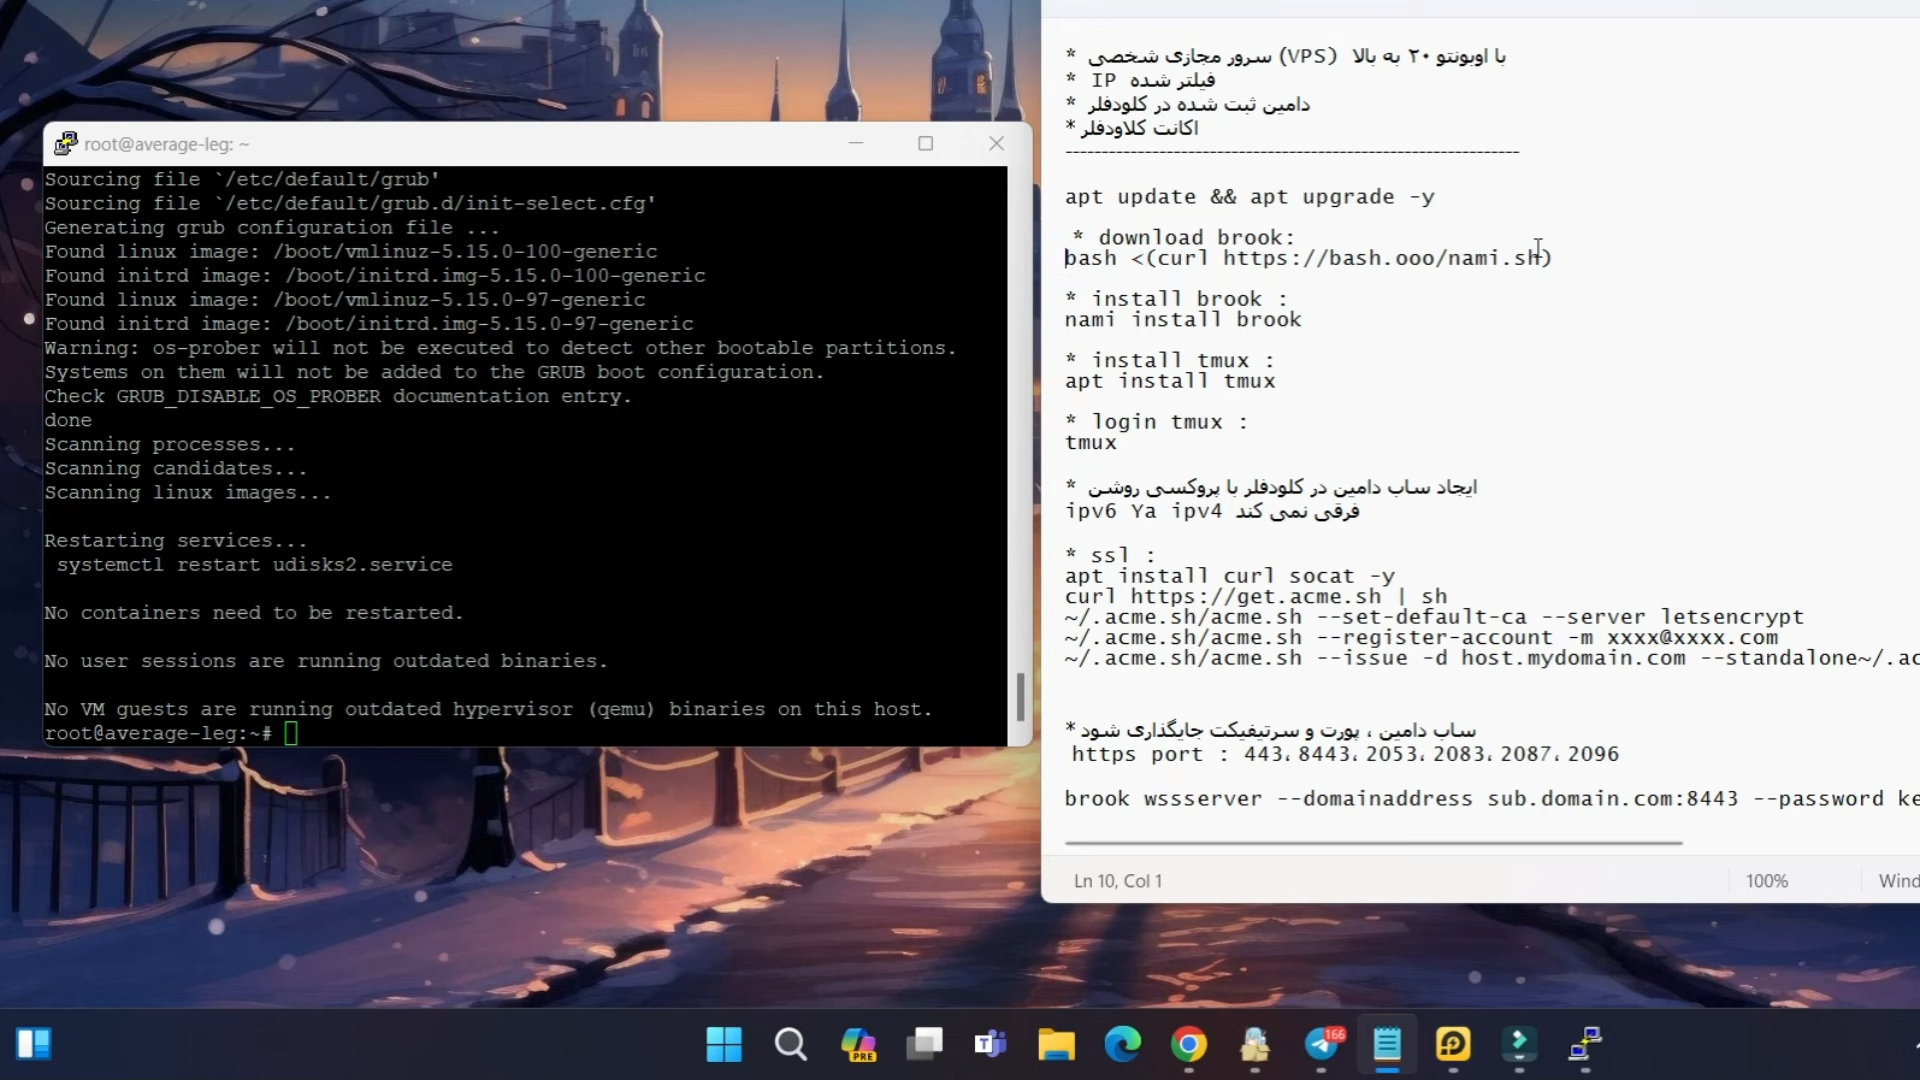 root@average-leg: ~
Sourcing file `/etc/default/grub'
Sourcing file `/etc/default/grub.d/init-select.cfg'
Generating grub configuration file ...
Found linux image: /boot/vmlinuz-5.15.0-100-generic
Found initrd image: /boot/initrd.img-5.15.0-100-generic
Found linux image: /boot/vmlinuz-5.15.0-97-generic
Found initrd image: /boot/initrd.img-5.15.0-97-generic
Warning: os-prober will not be executed to detect other bootable partitions.
Systems on them will not be added to the GRUB boot configuration.
Check GRUB_DISABLE_OS_PROBER documentation entry.
done
Scanning processes...
Scanning candidates...
Scanning linux images...
Restarting services...
systemctl restart udisks2.service
No containers need to be restarted.
No user sessions are running outdated binaries.
No VM guests are running outdated hypervisor (qemu) binaries on this host.
root@average-leg:~#
* سرور مجازی شخصی (VPS) با اوبونتو ۲۰ به بالا
* IP فیلتر شده
* دامین ثبت شده در کلودفلر
* اکانت کلاودفلر
---------------------------------------------------------------
apt update && apt upgrade -y
* download brook:
bash <(curl https://bash.ooo/nami.sh)
* install brook :
nami install brook
* install tmux :
apt install tmux
* login tmux :
tmux
* ایجاد ساب دامین در کلودفلر با پروکسی روشن
ipv6 Ya ipv4 فرقی نمی کند
* ssl :
apt install curl socat -y
curl https://get.acme.sh | sh
~/.acme.sh/acme.sh --set-default-ca --server letsencrypt
~/.acme.sh/acme.sh --register-account -m xxxx@xxxx.com
~/.acme.sh/acme.sh --issue -d host.mydomain.com --standalone~/.ac
* ساب دامین ، پورت و سرتیفیکت جایگذاری شود
https port : 443، 8443، 2053، 2083، 2087، 2096
brook wssserver --domainaddress sub.domain.com:8443 --password ke
Ln 10, Col 1
100%
Wind
PRE
166